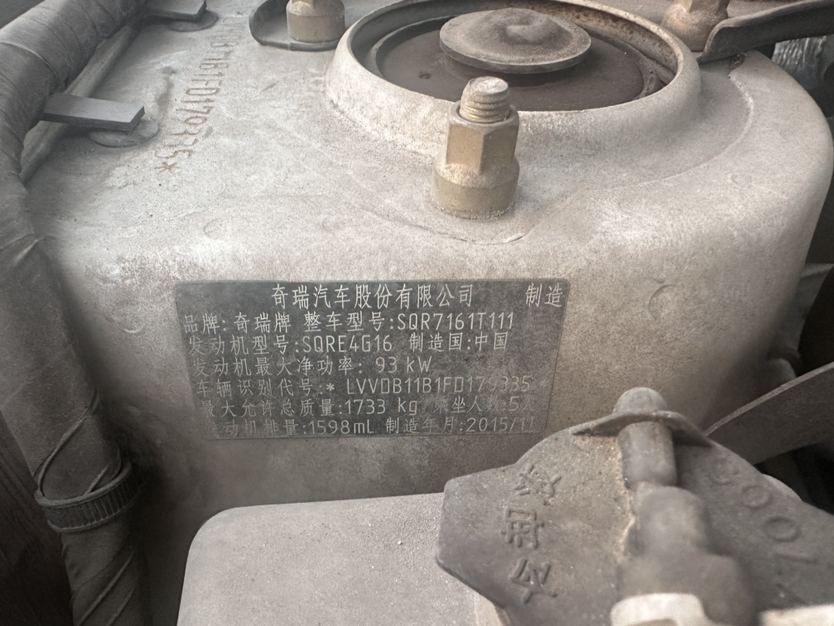 B11B1FD179335*
奇瑞汽车股份有限公司 制造
品牌:奇瑞牌 整车型号:SQR7161T111
发动机型号:SQRE4G16 制造国:中国
发动机最大净功率: 93 kW
车辆识别代号:* LVVDB11B1FD179335 *
最大允许总质量:1733 kg 乘坐人数:5人
发动机排量:1598mL 制造年月:2015/11